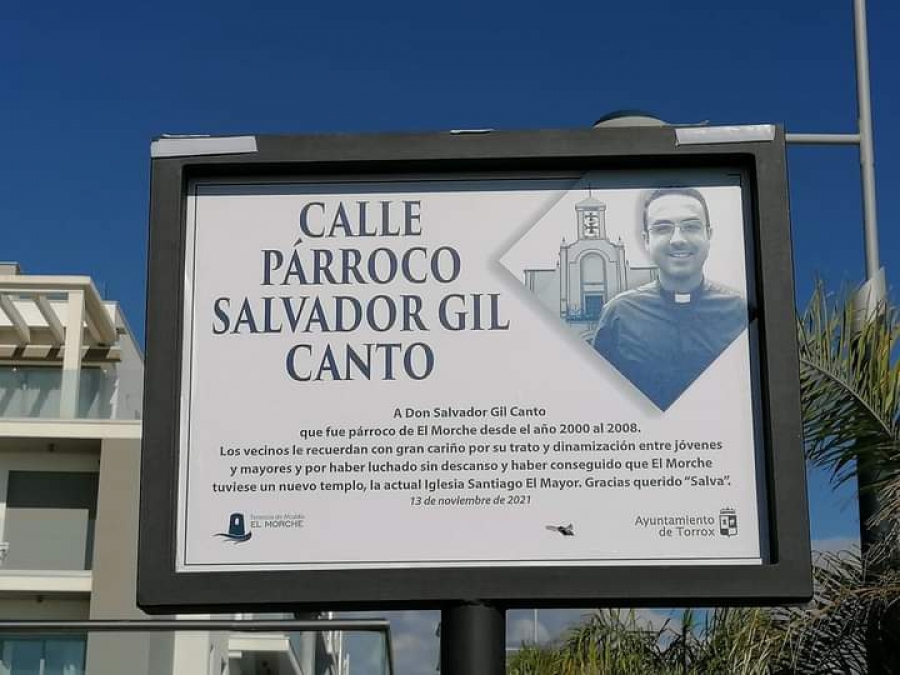 CALLE
PÁRROCO
SALVADOR GIL
CANTO
A Don Salvador Gil Canto
que fue párroco de El Morche desde el año 2000 al 2008.
Los vecinos le recuerdan con gran cariño por su trato y dinamización entre jóvenes
y mayores y por haber luchado sin descanso y haber conseguido que El Morche
tuviese un nuevo templo, la actual Iglesia Santiago El Mayor. Gracias querido "Salva".
13 de noviembre de 2021
Tenencia de Alcaldía
EL MORCHE
Ayuntamiento
de Torrox